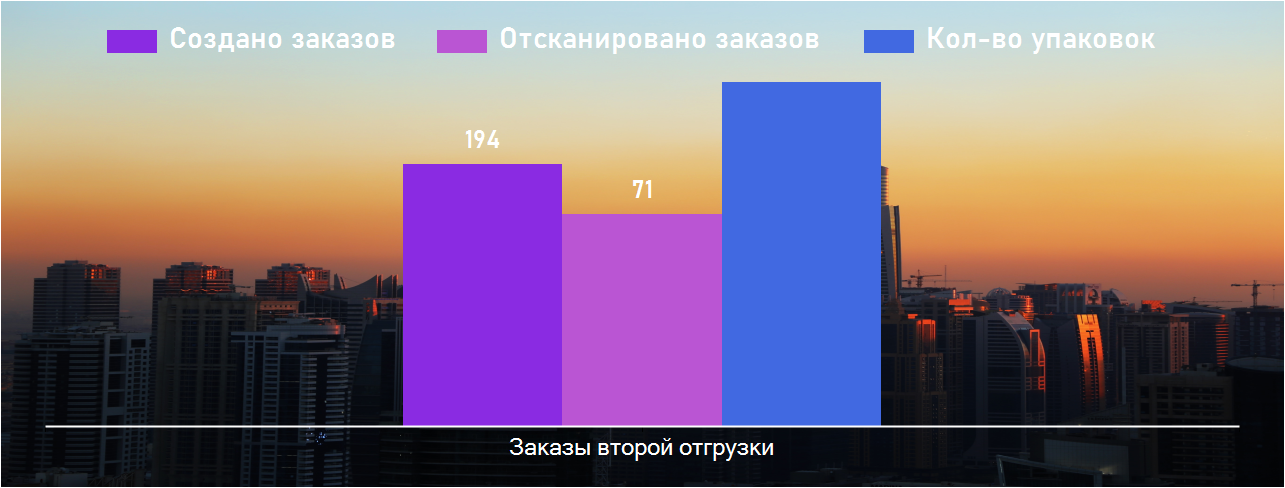 Создано заказов Отсканировано заказов Кол-во упаковок
194
71
Заказы второй отгрузки